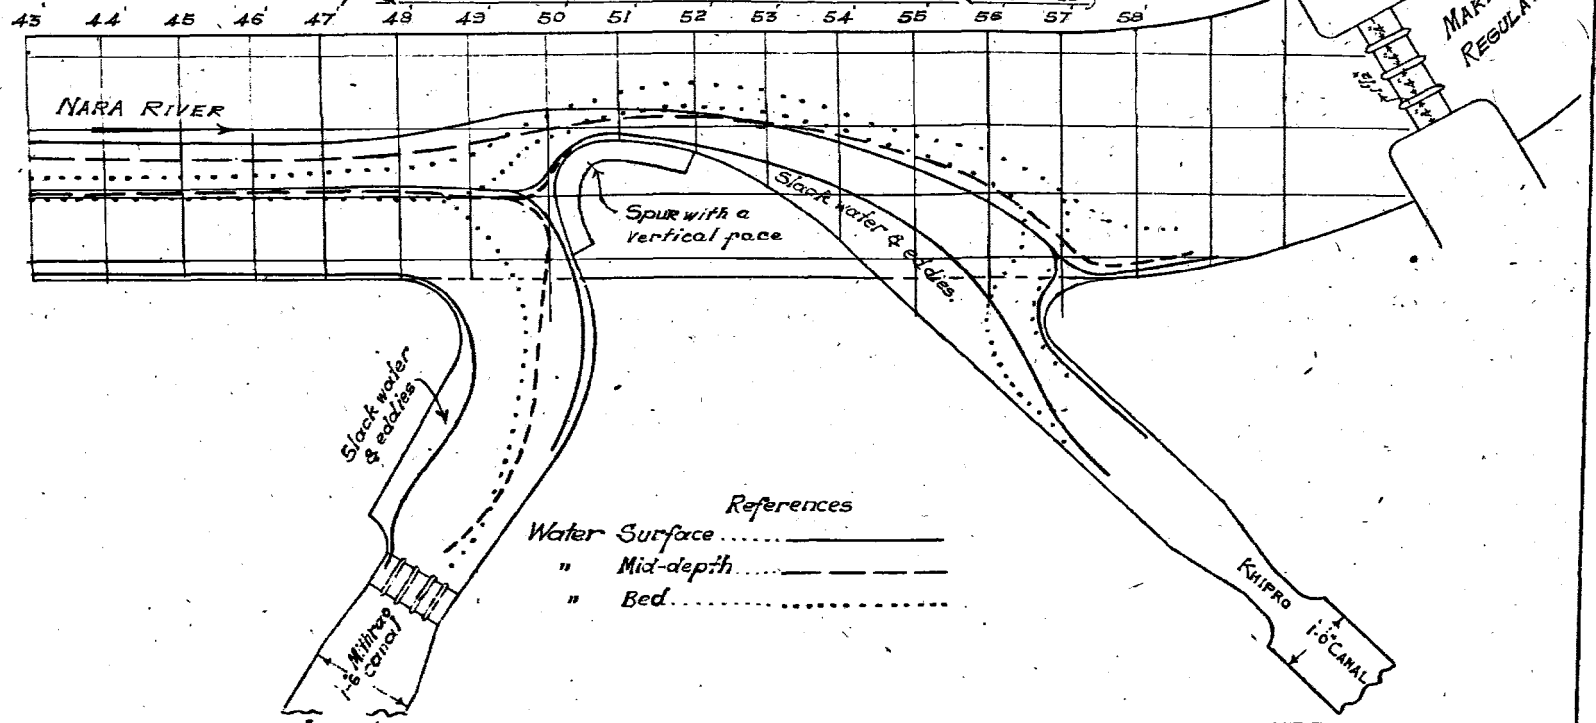 43' 44' 45' 46' 47' 48' 49' 50' 51' 52' 53' 54' 55' 56' 57' 58'
NARA RIVER
REGULA
Spur with a
vertical face
Slack water & eddies.
Slack water
& eddies
References
Water Surface
" Mid-depth
" Bed
Mithrao
Canal
1'-6"
KHIPRO
1'-0" CANAL